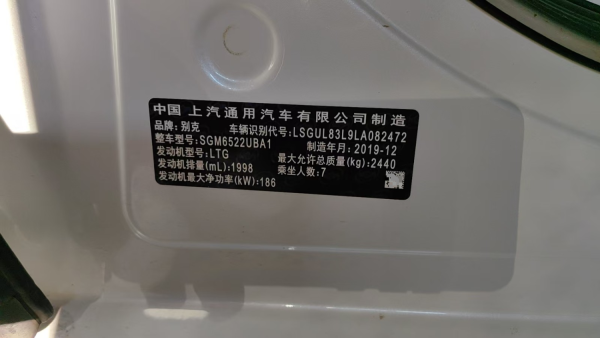 中国 上汽通用汽车有限公司制造
品牌:别克 车辆识别代号:LSGUL83L9LA082472
整车型号:SGM6522UBA1 制造年月:2019-12
发动机型号:LTG 最大允许总质量(kg):2440
发动机排量(mL):1998 乘坐人数:7
发动机最大净功率(kW):186